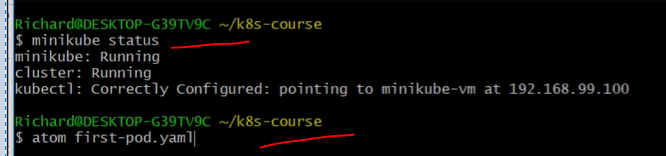 Richard@DESKTOP-G39TV9C ~/k8s-course
$ minikube status
minikube: Running
cluster: Running
kubectl: Correctly Configured: pointing to minikube-vm at 192.168.99.100
Richard@DESKTOP-G39TV9C ~/k8s-course
$ atom first-pod.yaml